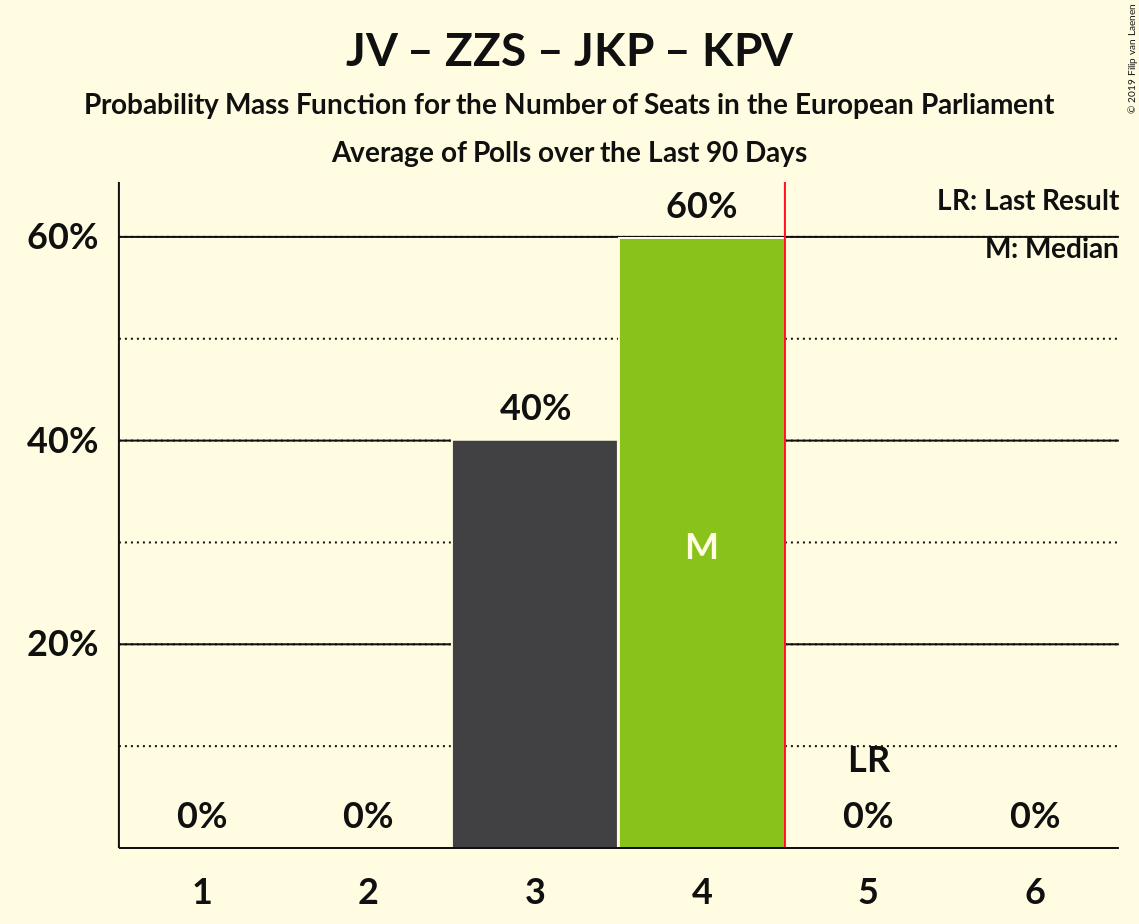 JV – ZZS – JKP – KPV
Probability Mass Function for the Number of Seats in the European Parliament
Average of Polls over the Last 90 Days
© 2019 Filip van Laenen
LR: Last Result
M: Median
60%
40%
20%
0%
0%
40%
60%
M
LR
0%
0%
1
2
3
4
5
6